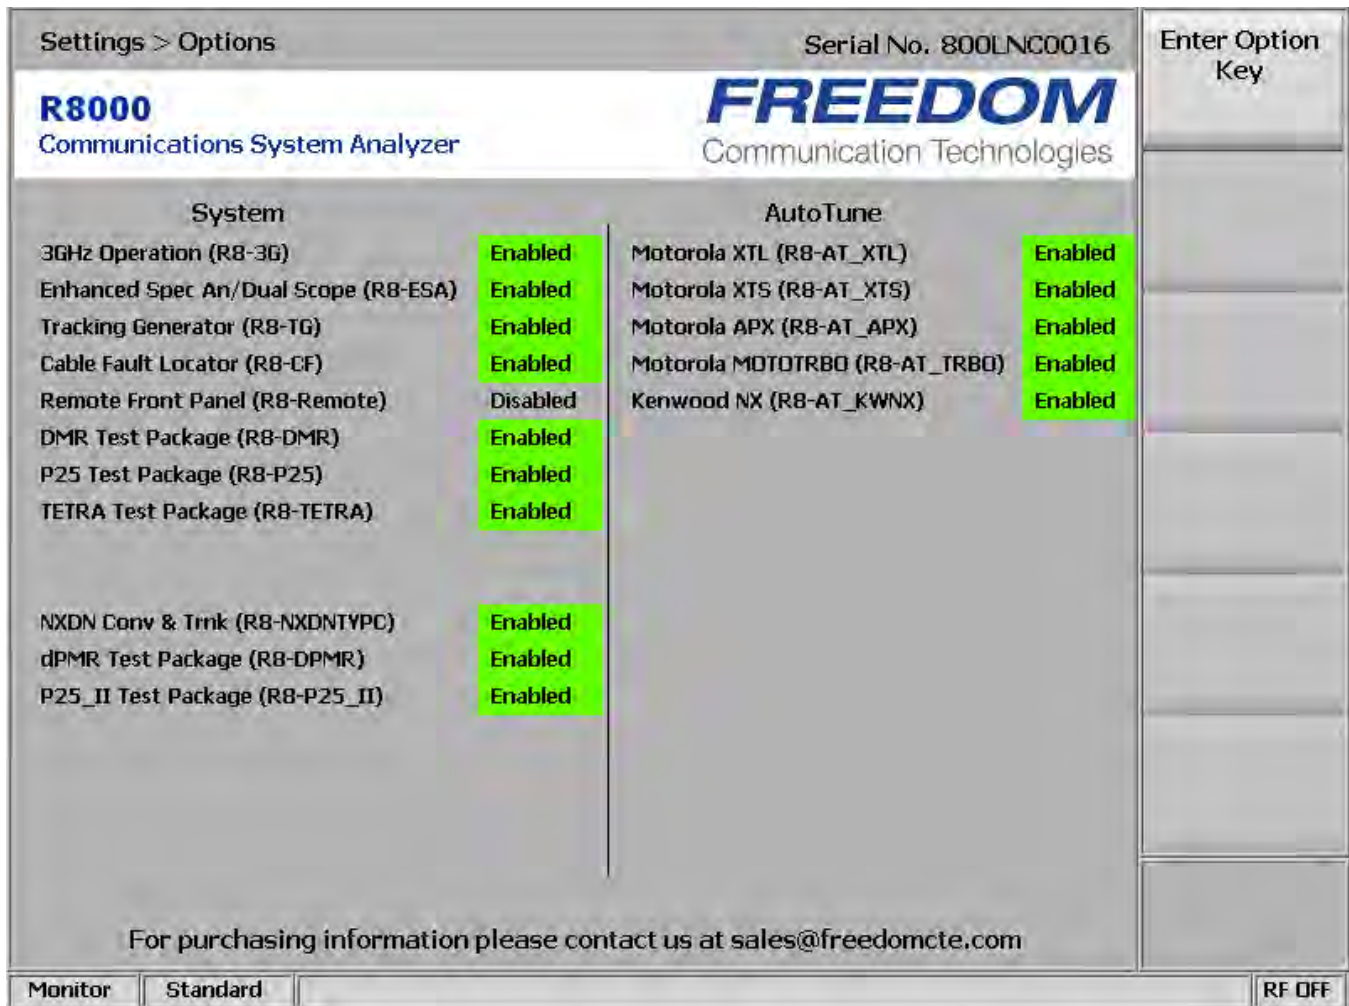 Settings > Options
Serial No. 800LNC0016
Enter Option
Key
R8000
Communications System Analyzer
FREEDOM
Communication Technologies
System
3GHz Operation (R8-3G) Enabled
Enhanced Spec An/Dual Scope (R8-ESA) Enabled
Tracking Generator (R8-TG) Enabled
Cable Fault Locator (R8-CF) Enabled
Remote Front Panel (R8-Remote) Disabled
DMR Test Package (R8-DMR) Enabled
P25 Test Package (R8-P25) Enabled
TETRA Test Package (R8-TETRA) Enabled
NXDN Conv & Trnk (R8-NXDNTYPC) Enabled
dPMR Test Package (R8-DPMR) Enabled
P25_II Test Package (R8-P25_II) Enabled
AutoTune
Motorola XTL (R8-AT_XTL) Enabled
Motorola XTS (R8-AT_XTS) Enabled
Motorola APX (R8-AT_APX) Enabled
Motorola MOTOTRBO (R8-AT_TRBO) Enabled
Kenwood NX (R8-AT_KWNX) Enabled
For purchasing information please contact us at sales@freedomcte.com
Monitor Standard RF OFF